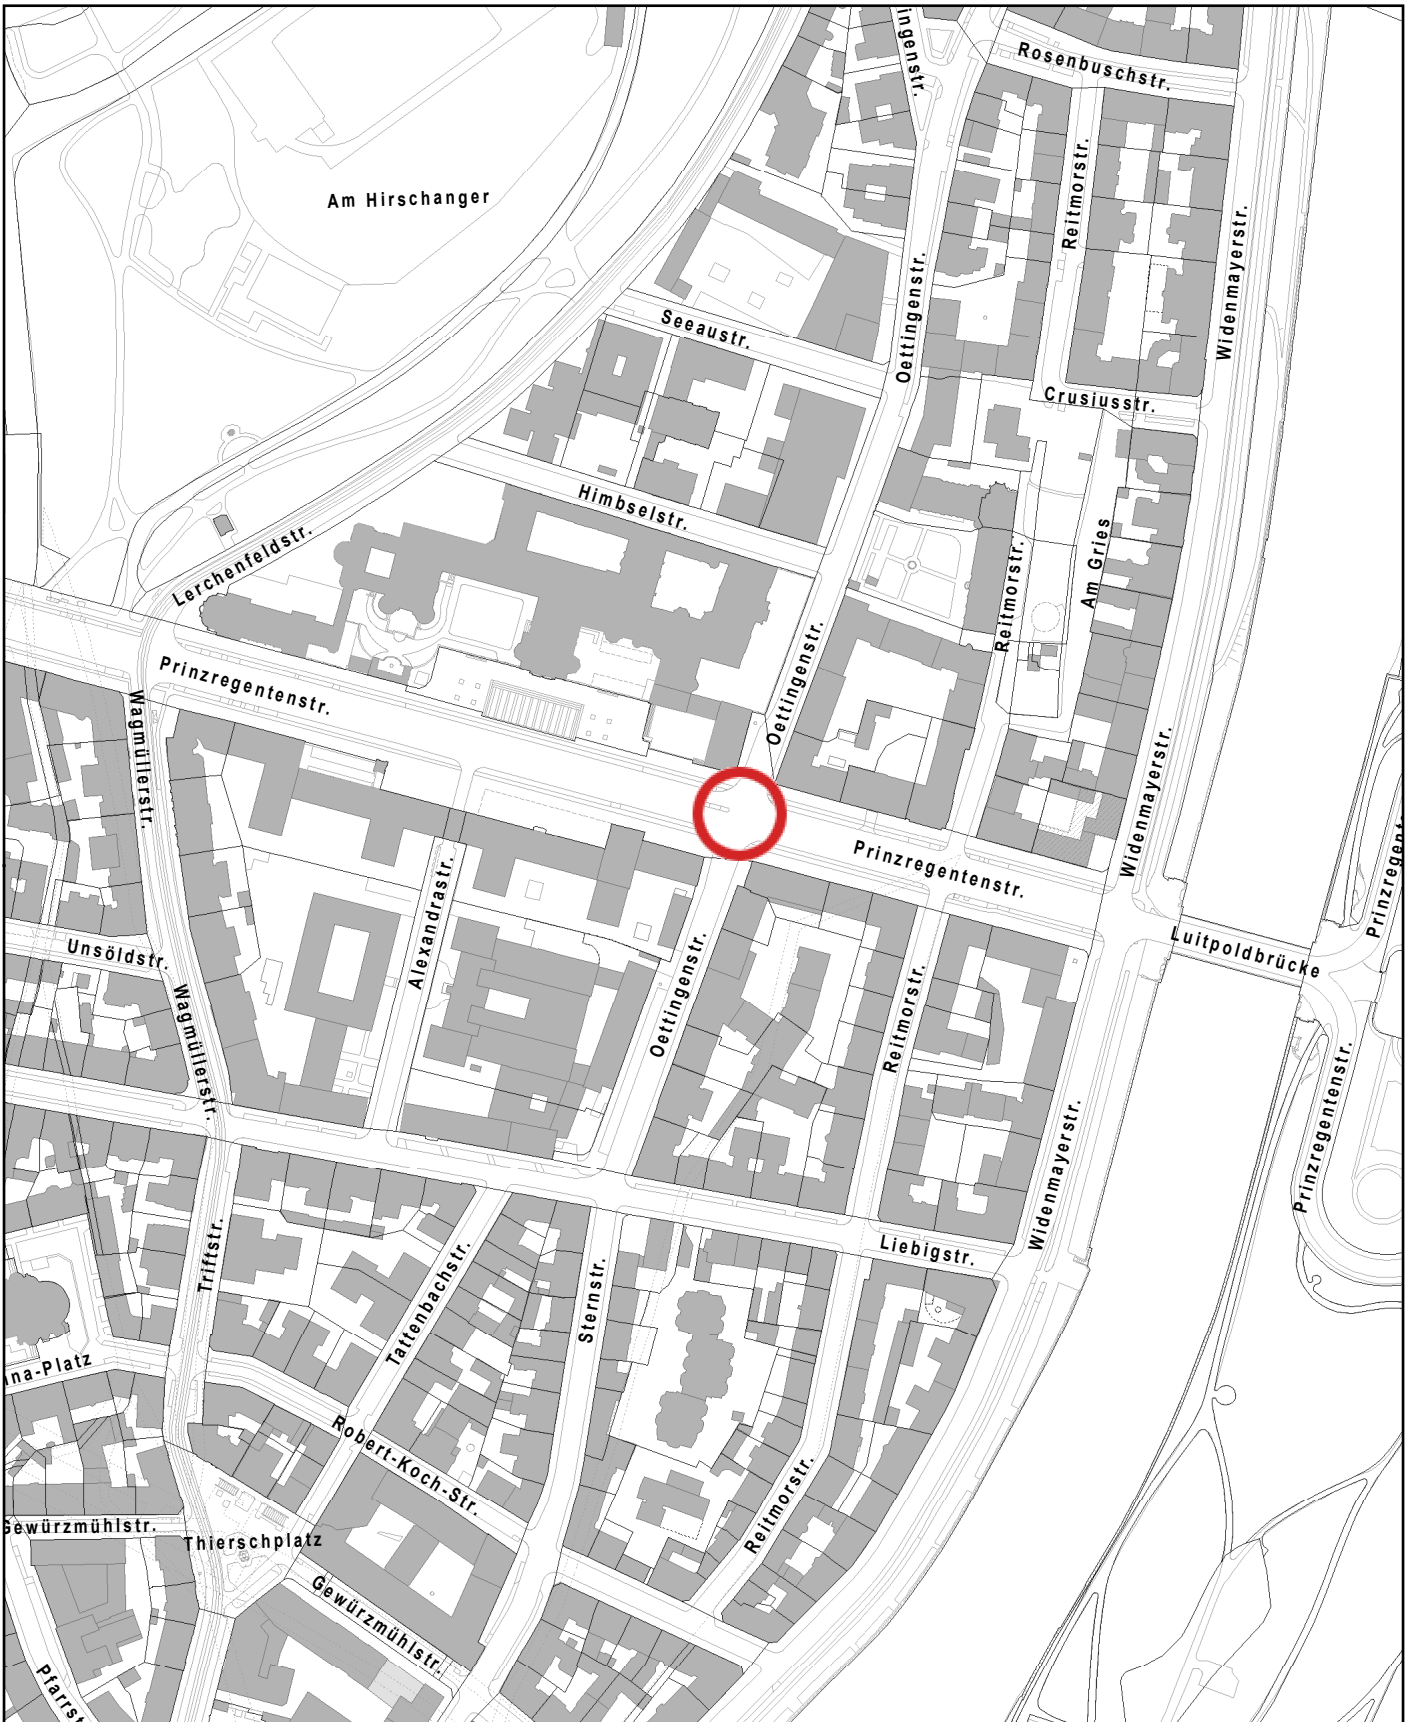 ingenstr.
Rosenbuschstr.
Am Hirschanger
Reitmorstr.
Widenmayerstr.
Oettingenstr.
Seeaustr.
Crusiusstr.
Himbselstr.
Lerchenfeldstr.
Am Gries
Reitmorstr.
Oettingenstr.
Prinzregentenstr.
Wagmüllerstr.
Widenmayerstr.
Prinzregent
Prinzregentenstr.
Alexandrastr.
Unsöldstr.
Luitpoldbrücke
Oettingenstr.
Reitmorstr.
Wagmüllerstr.
Prinzregentenstr.
Widenmayerstr.
Liebigstr.
Triftstr.
Tattenbachstr.
Sternstr.
na-Platz
Robert-Koch-Str.
Reitmorstr.
Gewürzmühlstr.
Thierschplatz
Gewürzmühlstr.
Pfarrst